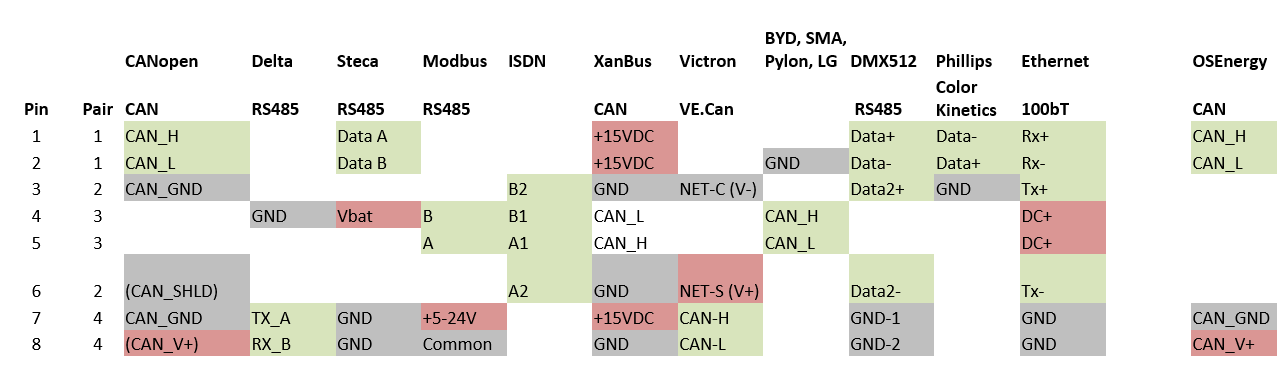 BYD, SMA,
CANopen Delta Steca Modbus ISDN XanBus Victron Pylon, LG DMX512 Phillips Ethernet OSEnergy
Color
Pin Pair CAN RS485 RS485 RS485 CAN VE.Can RS485 Kinetics 100bT CAN
1 1 CAN_H Data A +15VDC Data+ Data- Rx+ CAN_H
2 1 CAN_L Data B +15VDC GND Data- Data+ Rx- CAN_L
3 2 CAN_GND B2 GND NET-C (V-) Data2+ GND Tx+
4 3 GND Vbat B B1 CAN_L CAN_H DC+
5 3 A A1 CAN_H CAN_L DC+
6 2 (CAN_SHLD) A2 GND NET-S (V+) Data2- Tx-
7 4 CAN_GND TX_A GND +5-24V +15VDC CAN-H GND-1 GND CAN_GND
8 4 (CAN_V+) RX_B GND Common GND CAN-L GND-2 GND CAN_V+